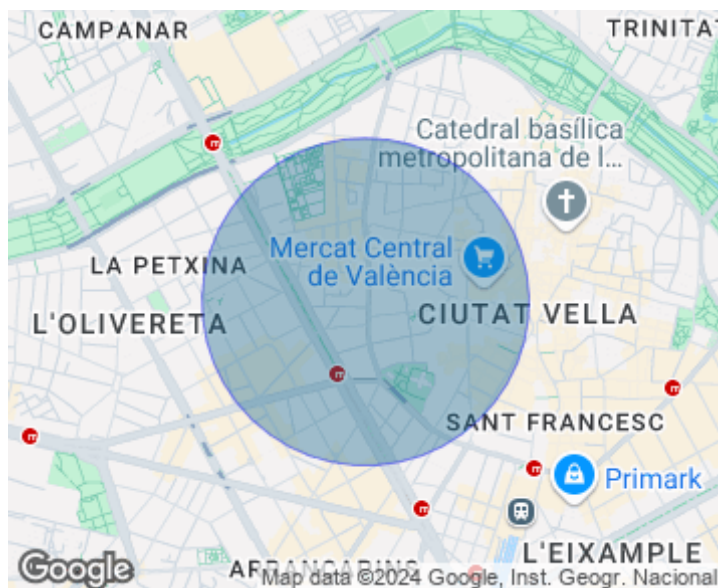 CAMPANAR
TRINITAT
Catedral basílica
metropolitana de l...
Mercat Central
de València
LA PETXINA
L'OLIVERETA
CIUTAT VELLA
SANT FRANCESC
Primark
L'EIXAMPLE
ARRANCAPINS
Google
Map data ©2024 Google, Inst. Geogr. Nacional